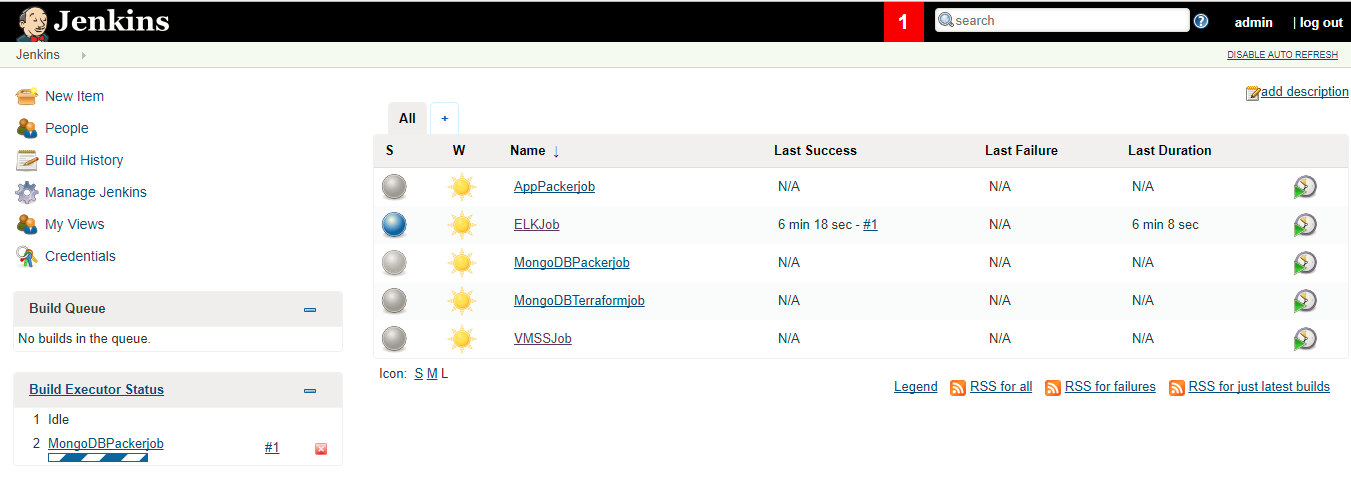 Jenkins 1 search admin | log out
Jenkins DISABLE AUTO REFRESH
New Item
People
Build History
Manage Jenkins
My Views
Credentials
Build Queue
No builds in the queue.
Build Executor Status
1 Idle
2 MongoDBPackerjob #1
add description
All +
S W Name ↓ Last Success Last Failure Last Duration
AppPackerjob N/A N/A N/A
ELKJob 6 min 18 sec - #1 N/A 6 min 8 sec
MongoDBPackerjob N/A N/A N/A
MongoDBTerraformjob N/A N/A N/A
VMSSJob N/A N/A N/A
Icon: S M L
Legend RSS for all RSS for failures RSS for just latest builds